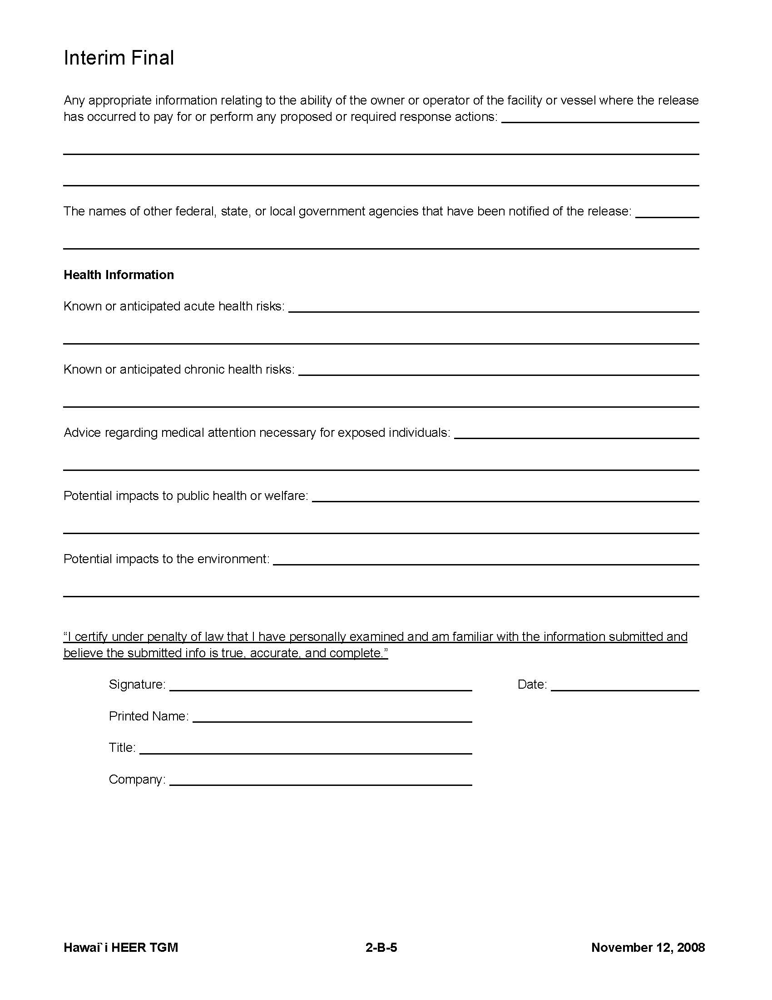 Interim Final
Any appropriate information relating to the ability of the owner or operator of the facility or vessel where the release
has occurred to pay for or perform any proposed or required response actions:
The names of other federal, state, or local government agencies that have been notified of the release:
Health Information
Known or anticipated acute health risks:
Known or anticipated chronic health risks:
Advice regarding medical attention necessary for exposed individuals:
Potential impacts to public health or welfare:
Potential impacts to the environment:
“I certify under penalty of law that I have personally examined and am familiar with the information submitted and
believe the submitted info is true, accurate, and complete.”
Signature: Date:
Printed Name:
Title:
Company:
Hawai`i HEER TGM 2-B-5 November 12, 2008